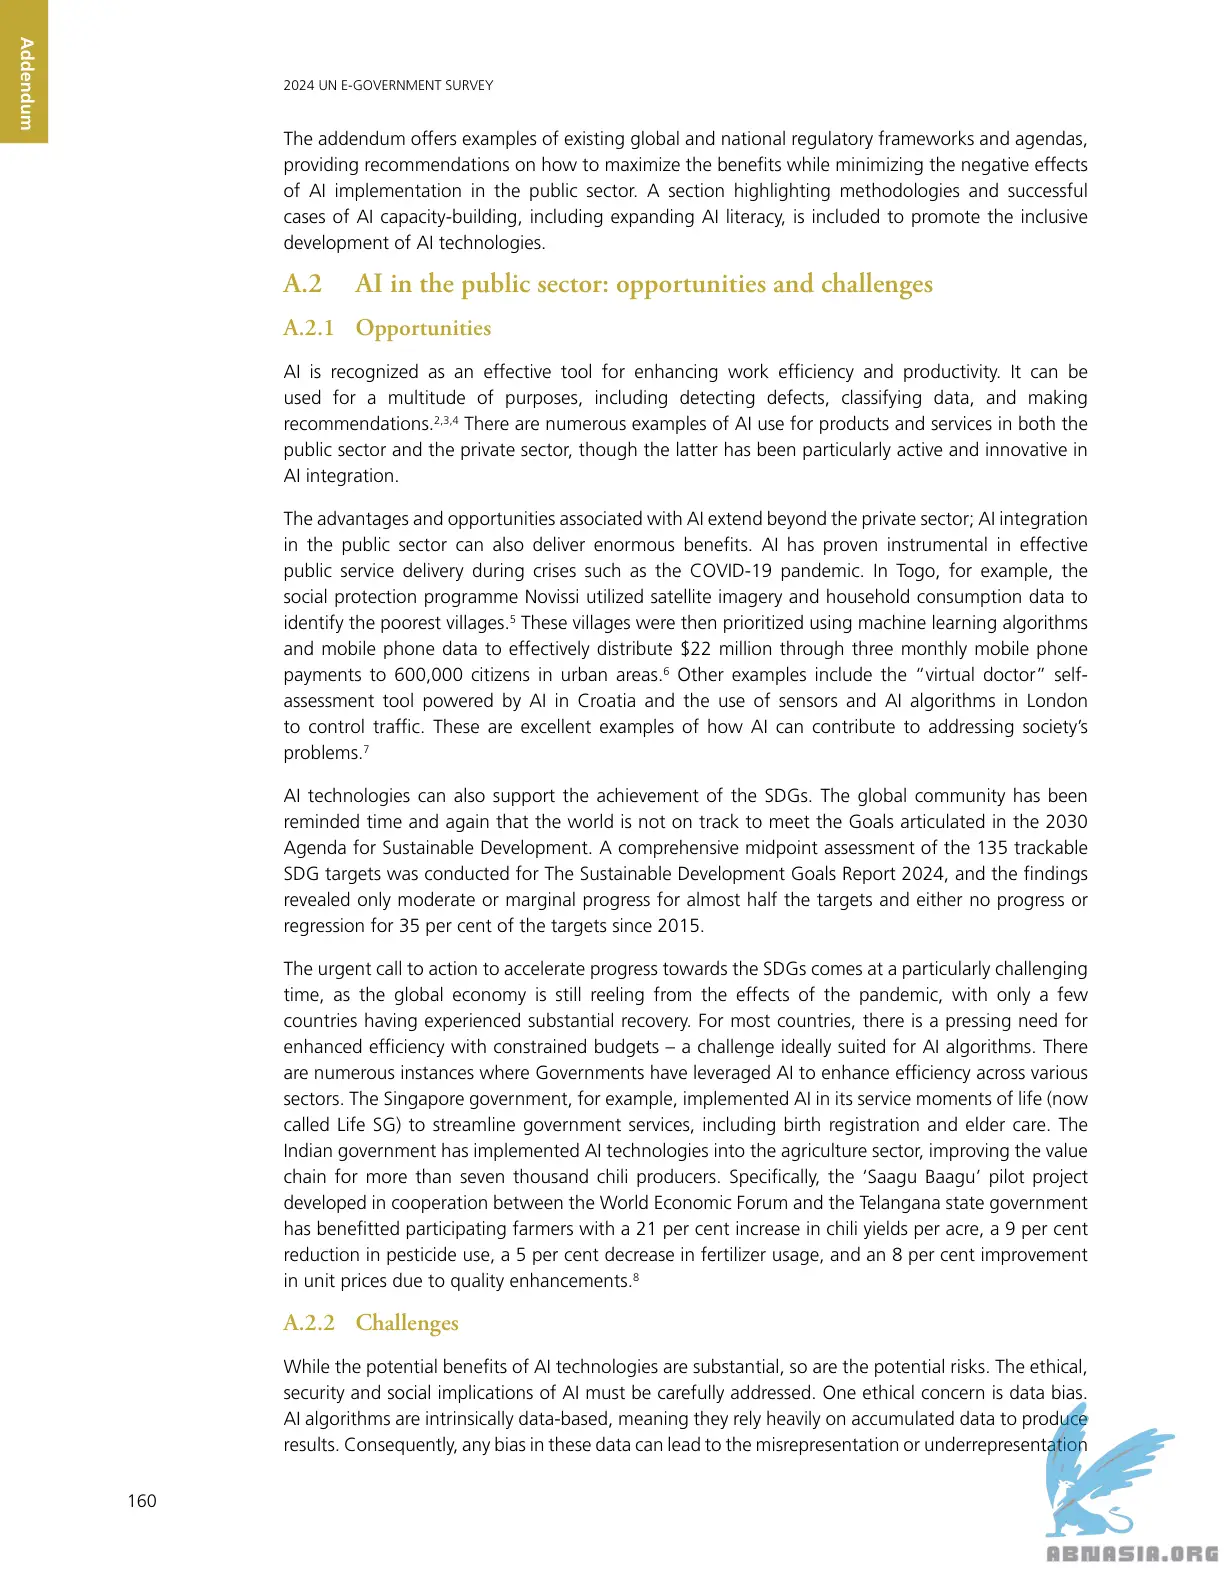 Addendum
2024 UN E-GOVERNMENT SURVEY
The addendum offers examples of existing global and national regulatory frameworks and agendas,
providing recommendations on how to maximize the benefits while minimizing the negative effects
of AI implementation in the public sector. A section highlighting methodologies and successful
cases of AI capacity-building, including expanding AI literacy, is included to promote the inclusive
development of AI technologies.
A.2 AI in the public sector: opportunities and challenges
A.2.1 Opportunities
AI is recognized as an effective tool for enhancing work efficiency and productivity. It can be
used for a multitude of purposes, including detecting defects, classifying data, and making
recommendations.2,3,4 There are numerous examples of AI use for products and services in both the
public sector and the private sector, though the latter has been particularly active and innovative in
AI integration.
The advantages and opportunities associated with AI extend beyond the private sector; AI integration
in the public sector can also deliver enormous benefits. AI has proven instrumental in effective
public service delivery during crises such as the COVID-19 pandemic. In Togo, for example, the
social protection programme Novissi utilized satellite imagery and household consumption data to
identify the poorest villages.5 These villages were then prioritized using machine learning algorithms
and mobile phone data to effectively distribute $22 million through three monthly mobile phone
payments to 600,000 citizens in urban areas.6 Other examples include the “virtual doctor” self-
assessment tool powered by AI in Croatia and the use of sensors and AI algorithms in London
to control traffic. These are excellent examples of how AI can contribute to addressing society’s
problems.7
AI technologies can also support the achievement of the SDGs. The global community has been
reminded time and again that the world is not on track to meet the Goals articulated in the 2030
Agenda for Sustainable Development. A comprehensive midpoint assessment of the 135 trackable
SDG targets was conducted for The Sustainable Development Goals Report 2024, and the findings
revealed only moderate or marginal progress for almost half the targets and either no progress or
regression for 35 per cent of the targets since 2015.
The urgent call to action to accelerate progress towards the SDGs comes at a particularly challenging
time, as the global economy is still reeling from the effects of the pandemic, with only a few
countries having experienced substantial recovery. For most countries, there is a pressing need for
enhanced efficiency with constrained budgets – a challenge ideally suited for AI algorithms. There
are numerous instances where Governments have leveraged AI to enhance efficiency across various
sectors. The Singapore government, for example, implemented AI in its service moments of life (now
called Life SG) to streamline government services, including birth registration and elder care. The
Indian government has implemented AI technologies into the agriculture sector, improving the value
chain for more than seven thousand chili producers. Specifically, the ‘Saagu Baagu’ pilot project
developed in cooperation between the World Economic Forum and the Telangana state government
has benefitted participating farmers with a 21 per cent increase in chili yields per acre, a 9 per cent
reduction in pesticide use, a 5 per cent decrease in fertilizer usage, and an 8 per cent improvement
in unit prices due to quality enhancements.8
A.2.2 Challenges
While the potential benefits of AI technologies are substantial, so are the potential risks. The ethical,
security and social implications of AI must be carefully addressed. One ethical concern is data bias.
AI algorithms are intrinsically data-based, meaning they rely heavily on accumulated data to produce
results. Consequently, any bias in these data can lead to the misrepresentation or underrepresentation
160
ABNASIA.ORG